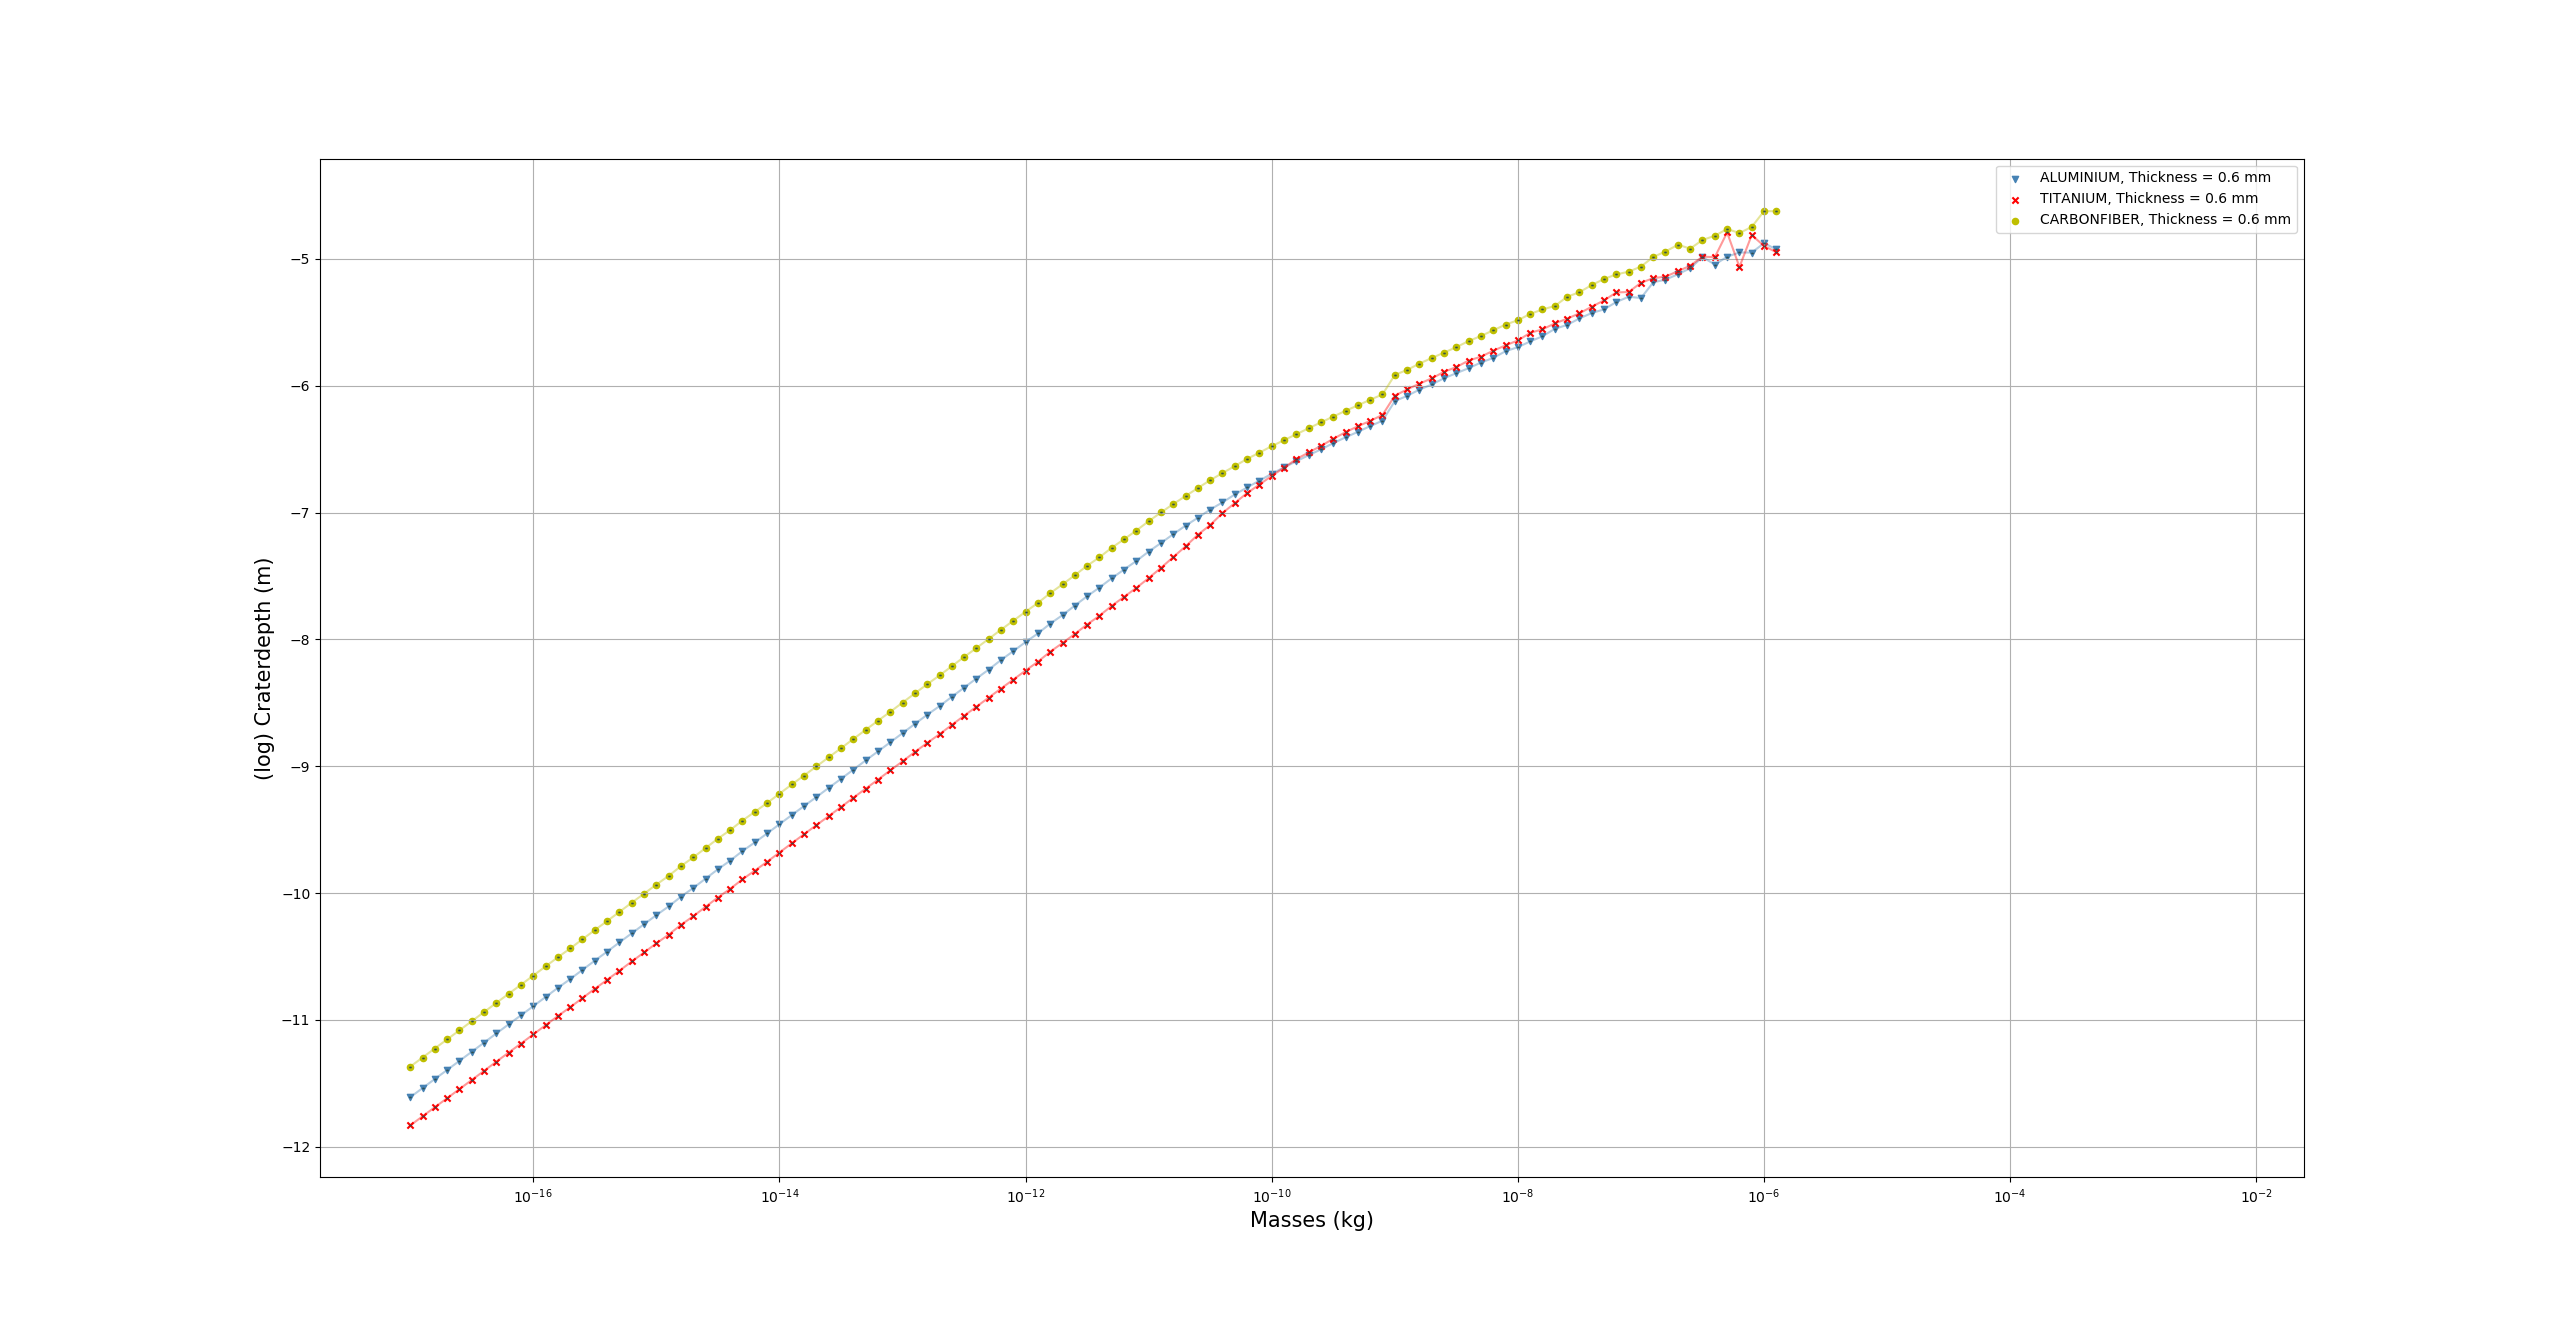 ALUMINIUM, Thickness = 0.6 mm
TITANIUM, Thickness = 0.6 mm
CARBONFIBER, Thickness = 0.6 mm
−5
−6
−7
−8
−9
−10
−11
−12
(log) Craterdepth (m)
10⁻¹⁶ 10⁻¹⁴ 10⁻¹² 10⁻¹⁰ 10⁻⁸ 10⁻⁶ 10⁻⁴ 10⁻²
Masses (kg)